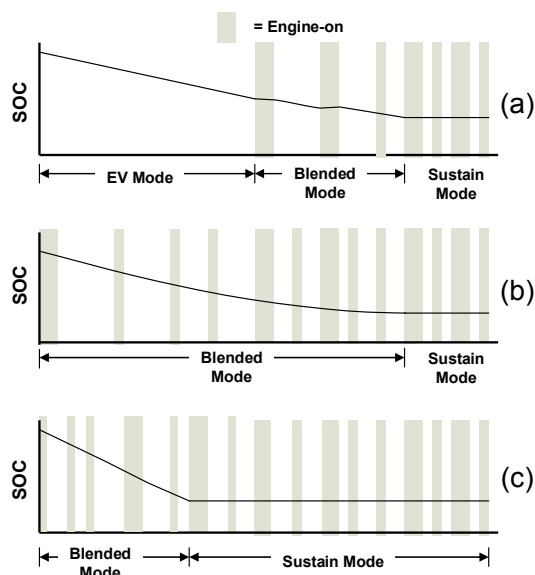 = Engine-on
SOC
(a)
EV Mode
Blended
Mode
Sustain
Mode
SOC
(b)
Blended
Mode
Sustain
Mode
SOC
(c)
Blended
Mode
Sustain Mode